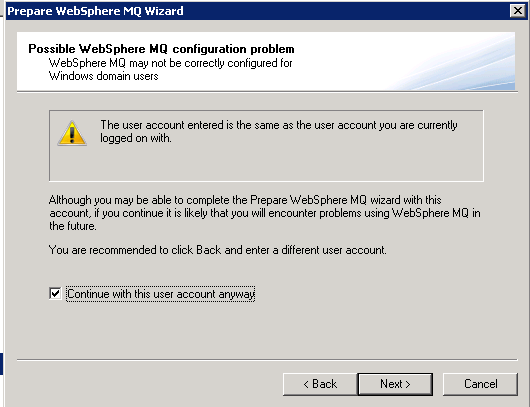 Prepare WebSphere MQ Wizard
Possible WebSphere MQ configuration problem
WebSphere MQ may not be correctly configured for
Windows domain users
The user account entered is the same as the user account you are currently
logged on with.
Although you may be able to complete the Prepare WebSphere MQ wizard with this
account, if you continue it is likely that you will encounter problems using WebSphere MQ in
the future.
You are recommended to click Back and enter a different user account.
Continue with this user account anyway
< Back
Next >
Cancel